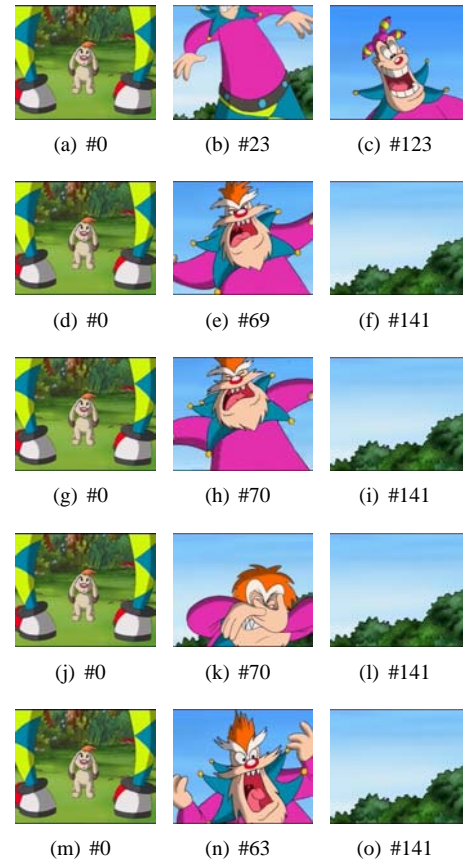 (a) #0 (b) #23 (c) #123
(d) #0 (e) #69 (f) #141
(g) #0 (h) #70 (i) #141
(j) #0 (k) #70 (l) #141
(m) #0 (n) #63 (o) #141